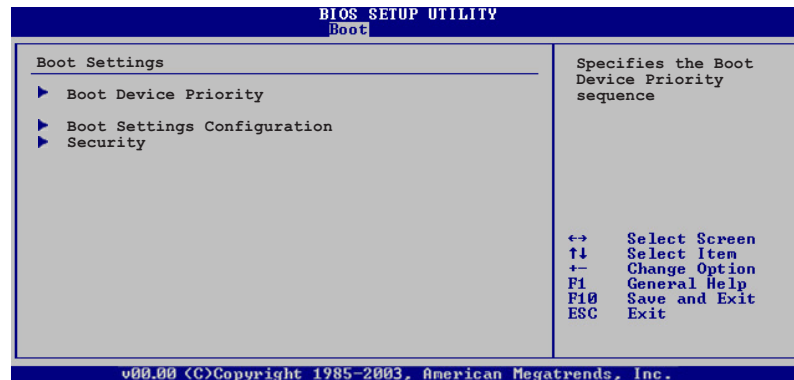 BIOS SETUP UTILITY
Boot
Boot Settings
Boot Device Priority
Boot Settings Configuration
Security
Specifies the Boot
Device Priority
sequence
←→ Select Screen
↑↓ Select Item
+- Change Option
F1 General Help
F10 Save and Exit
ESC Exit
v00.00 (C)Copyright 1985-2003, American Megatrends, Inc.